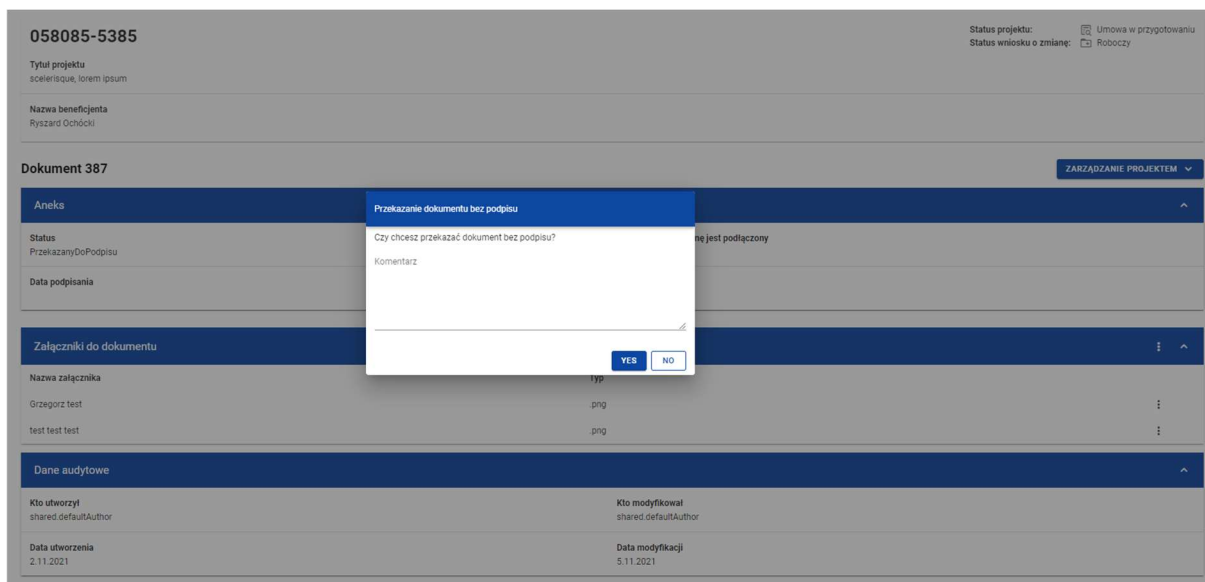 058085-5385
Status projektu: Umowa w przygotowaniu
Status wniosku o zmianę: Roboczy
Tytuł projektu
scelerisque, lorem ipsum
Nazwa beneficjenta
Ryszard Ochócki
Dokument 387
ZARZĄDZANIE PROJEKTEM
Aneks
Przekazanie dokumentu bez podpisu
Status
PrzekazanyDoPodpisu
Czy chcesz przekazać dokument bez podpisu?
nę jest podłączony
Komentarz
Data podpisania
YES NO
Załączniki do dokumentu
Nazwa załącznika Typ
Grzegorz test .png
test test test .png
Dane audytowe
Kto utworzył Kto modyfikował
shared.defaultAuthor shared.defaultAuthor
Data utworzenia Data modyfikacji
2.11.2021 5.11.2021